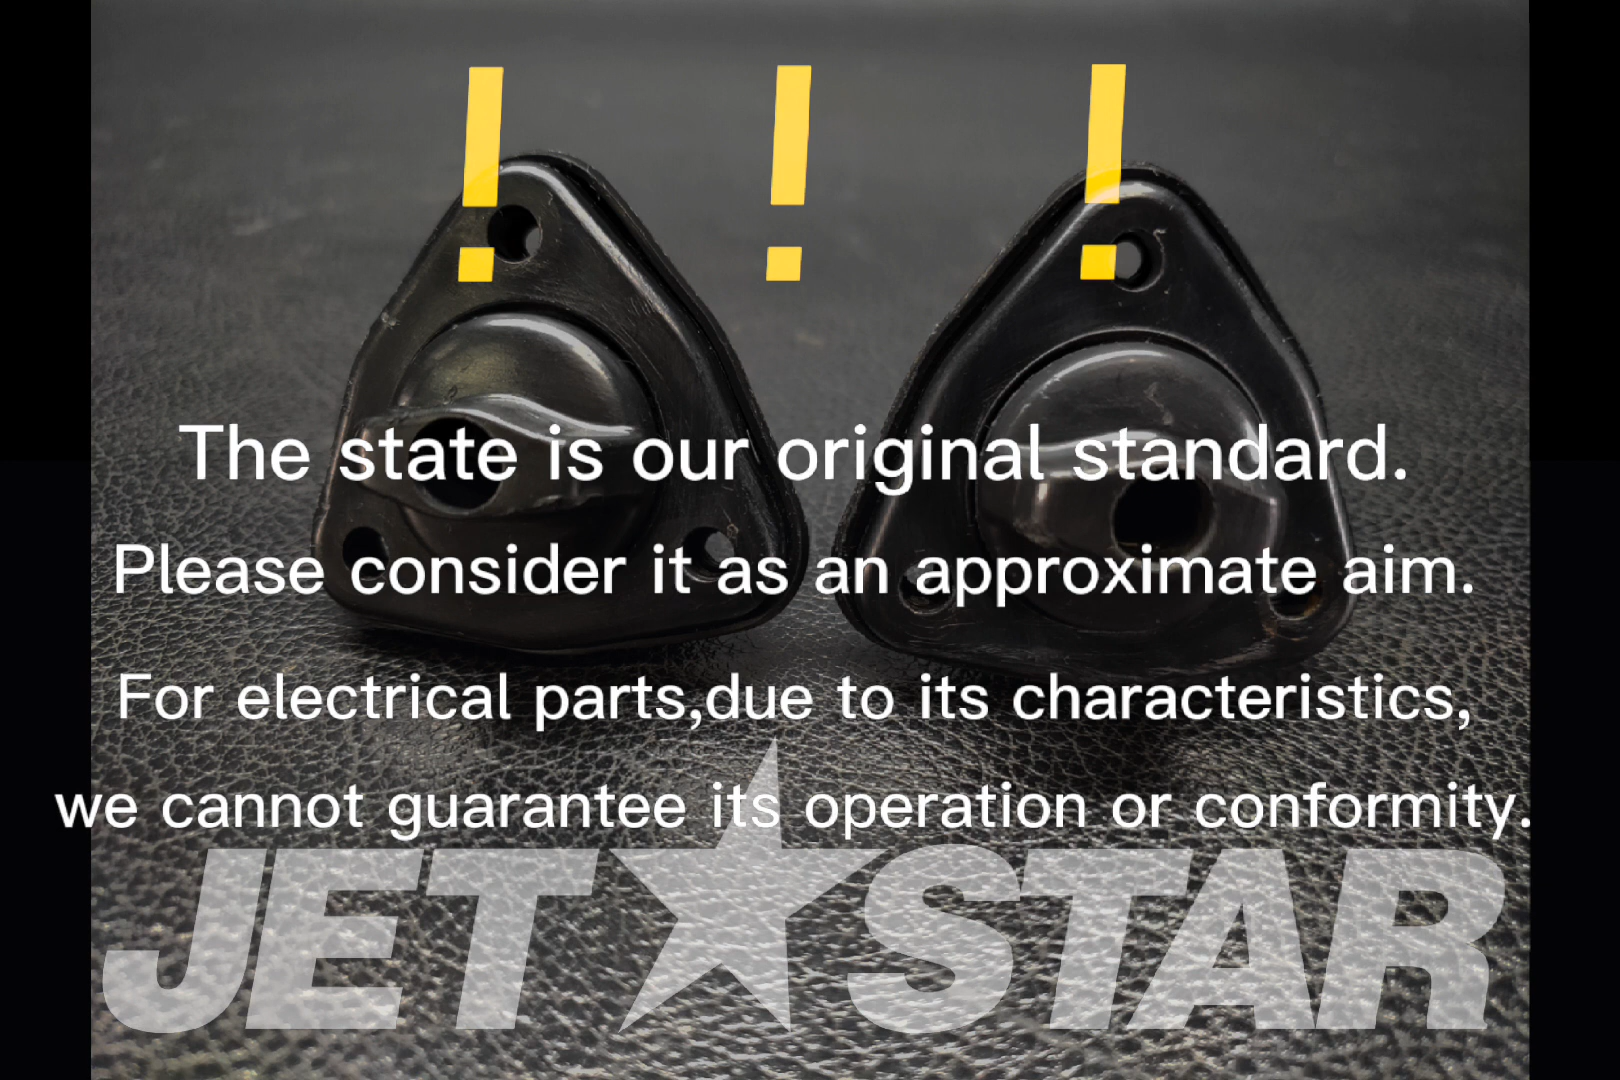 ! ! !
The state is our original standard.
Please consider it as an approximate aim.
For electrical parts,due to its characteristics,
we cannot guarantee its operation or conformity.
JET★STAR